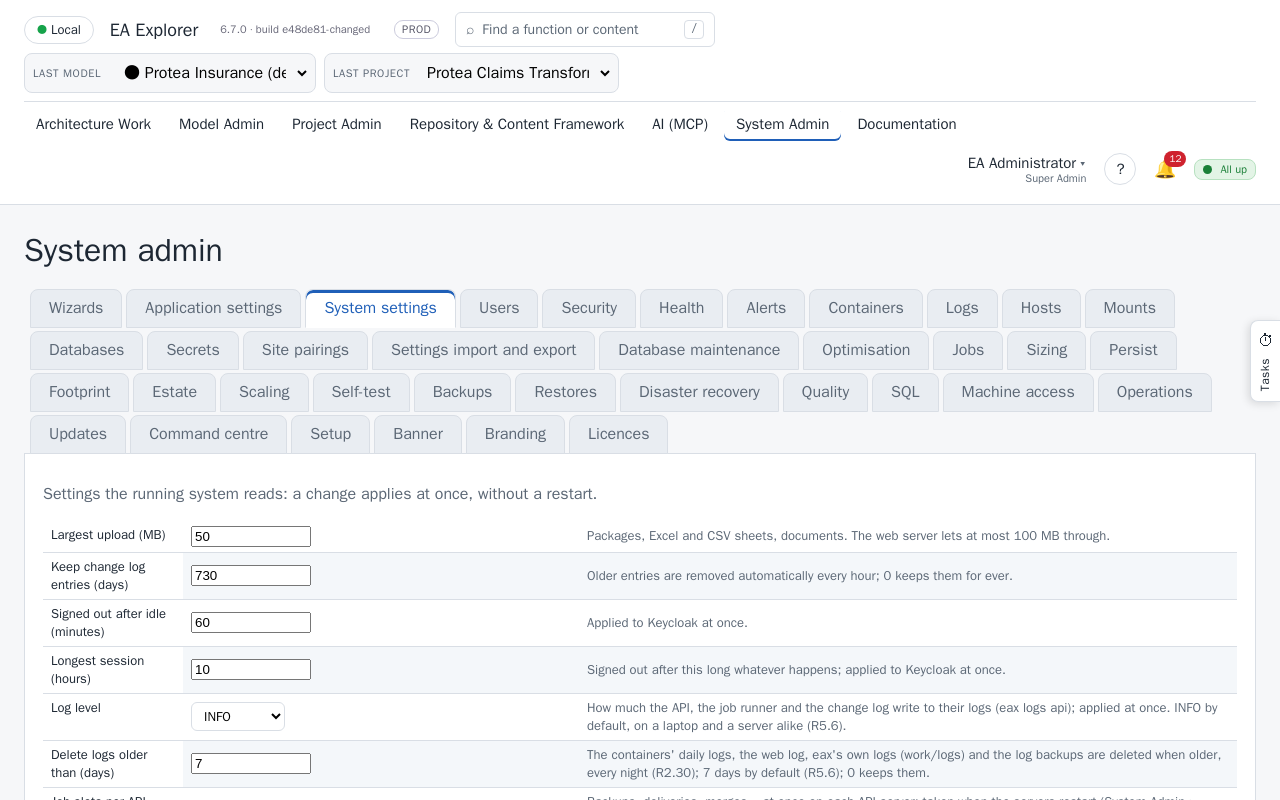 Local
EA Explorer
6.7.0 · build e48de81-changed
PROD
Find a function or content
/
LAST MODEL
Protea Insurance (de
LAST PROJECT
Protea Claims Transfor
Architecture Work
Model Admin
Project Admin
Repository & Content Framework
AI (MCP)
System Admin
Documentation
EA Administrator
Super Admin
?
12
All up
System admin
Wizards
Application settings
System settings
Users
Security
Health
Alerts
Containers
Logs
Hosts
Mounts
Databases
Secrets
Site pairings
Settings import and export
Database maintenance
Optimisation
Jobs
Sizing
Persist
Footprint
Estate
Scaling
Self-test
Backups
Restores
Disaster recovery
Quality
SQL
Machine access
Operations
Updates
Command centre
Setup
Banner
Branding
Licences
Tasks
Settings the running system reads: a change applies at once, without a restart.
Largest upload (MB)
50
Packages, Excel and CSV sheets, documents. The web server lets at most 100 MB through.
Keep change log
entries (days)
730
Older entries are removed automatically every hour; 0 keeps them for ever.
Signed out after idle
(minutes)
60
Applied to Keycloak at once.
Longest session
(hours)
10
Signed out after this long whatever happens; applied to Keycloak at once.
Log level
INFO
How much the API, the job runner and the change log write to their logs (eax logs api); applied at once. INFO by
default, on a laptop and a server alike (R5.6).
Delete logs older
than (days)
7
The containers' daily logs, the web log, eax's own logs (work/logs) and the log backups are deleted when older,
every night (R2.30); 7 days by default (R5.6); 0 keeps them.